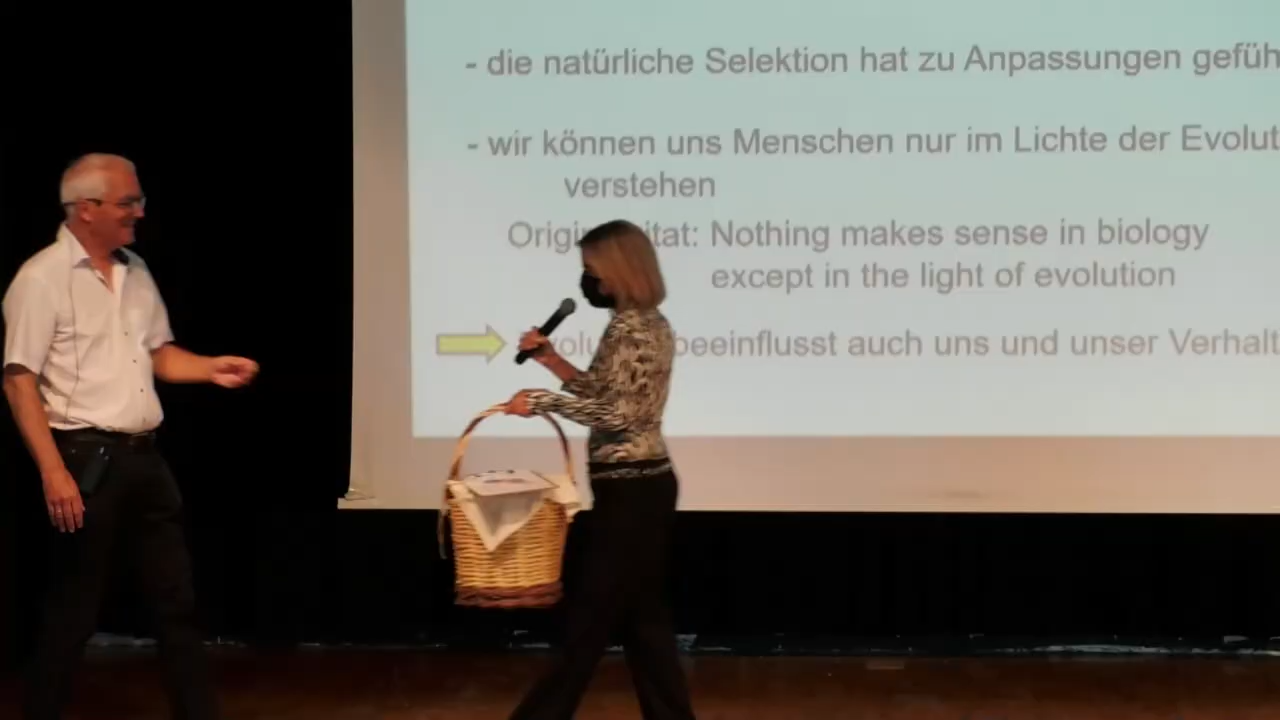 - die natürliche Selektion hat zu Anpassungen gefüh
- wir können uns Menschen nur im Lichte der Evolut
verstehen
Nothing makes sense in biology
except in the light of evolution
beeinflusst auch uns und unser Verhalt